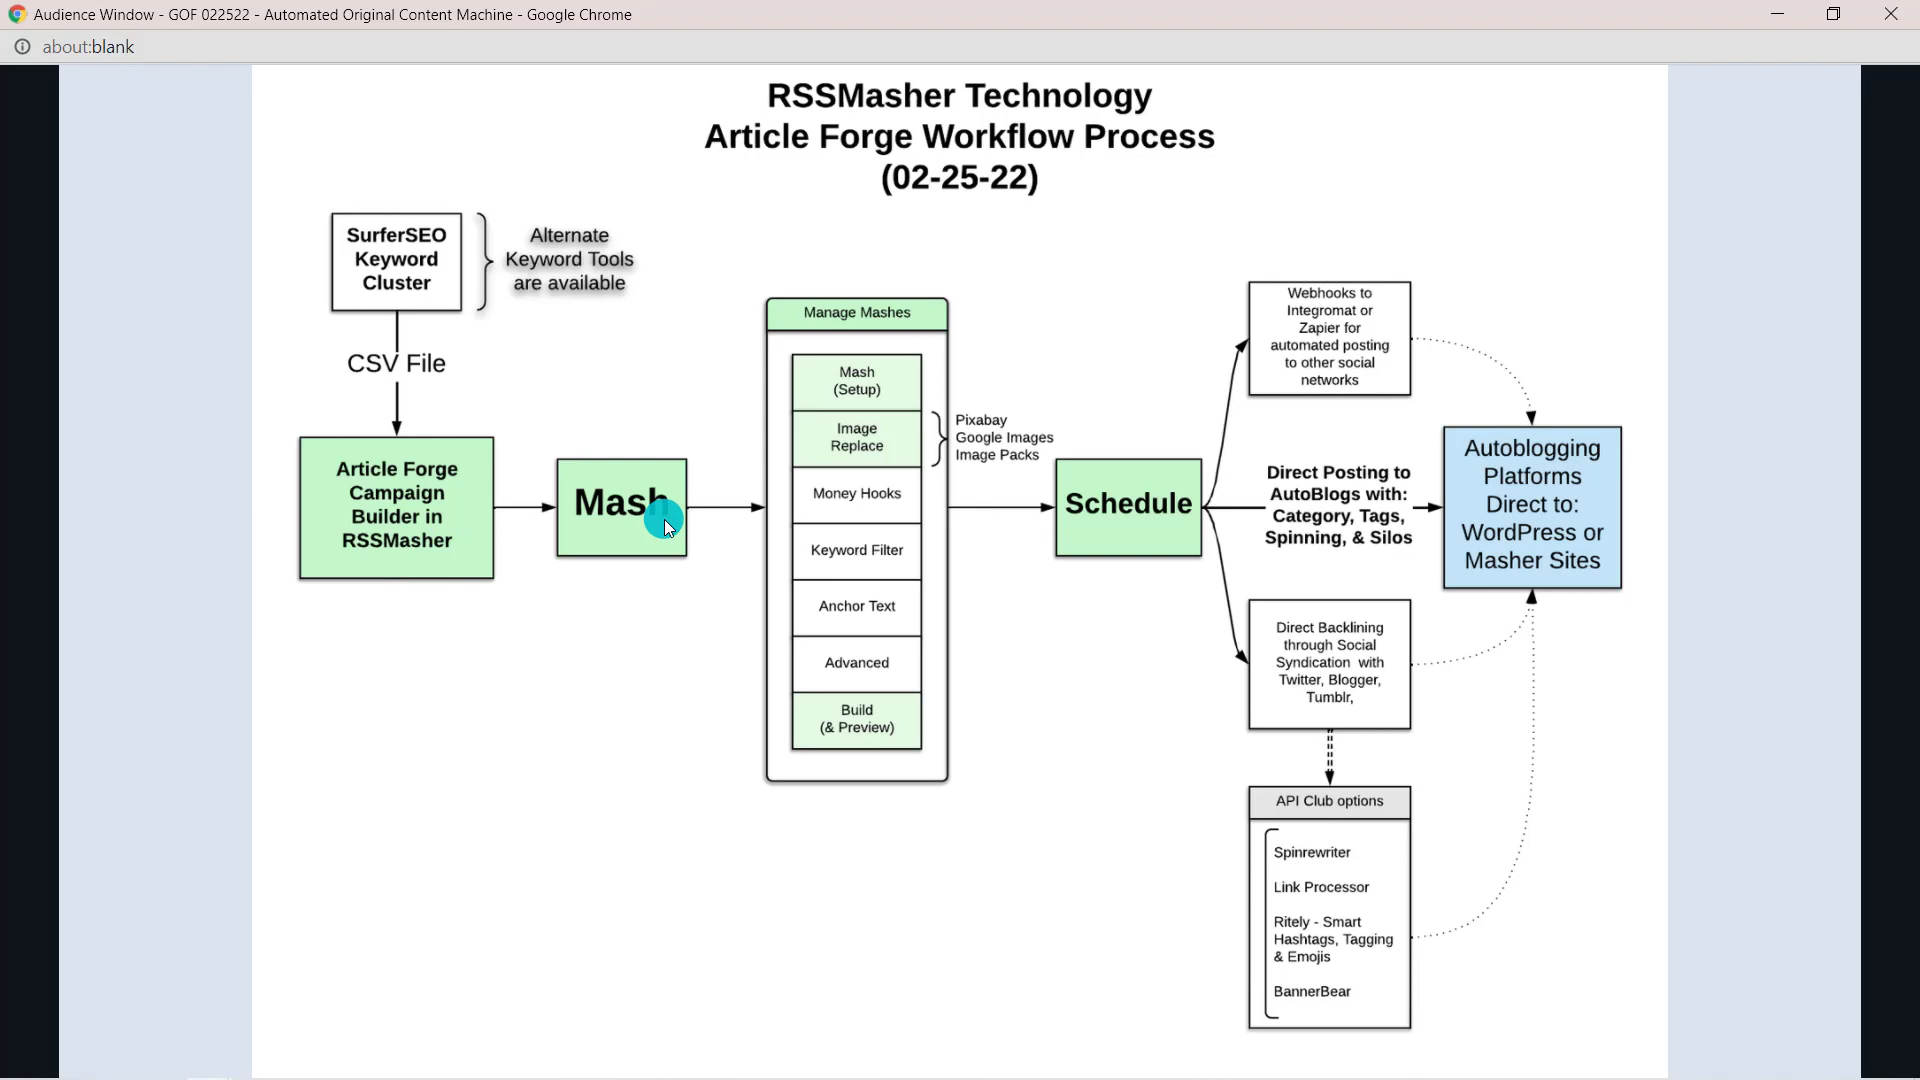 Audience Window - GOF 022522 - Automated Original Content Machine - Google Chrome
about:blank
RSSMasher Technology
Article Forge Workflow Process
(02-25-22)
SurferSEO
Keyword
Cluster
Alternate
Keyword Tools
are available
CSV File
Article Forge
Campaign
Builder in
RSSMasher
Mash
Manage Mashes
Mash
(Setup)
Image
Replace
Money Hooks
Keyword Filter
Anchor Text
Advanced
Build
(& Preview)
Pixabay
Google Images
Image Packs
Schedule
Webhooks to
Integromat or
Zapier for
automated posting
to other social
networks
Direct Posting to
AutoBlogs with:
Category, Tags,
Spinning, & Silos
Autoblogging
Platforms
Direct to:
WordPress or
Masher Sites
Direct Backlining
through Social
Syndication with
Twitter, Blogger,
Tumblr,
API Club options
Spinrewriter
Link Processor
Ritely - Smart
Hashtags, Tagging
& Emojis
BannerBear